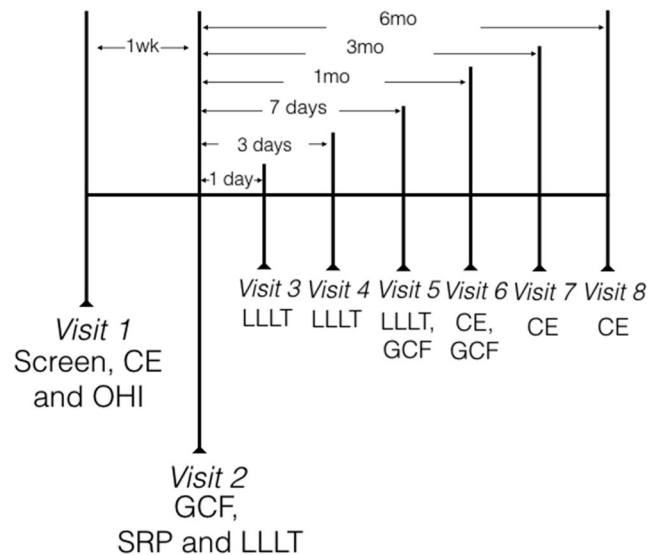 6mo
1wk
3mo
1mo
7 days
3 days
1 day
Visit 3 Visit 4 Visit 5 Visit 6 Visit 7 Visit 8
LLLT LLLT LLLT, CE, CE CE
GCF GCF
Visit 1
Screen, CE
and OHI
Visit 2
GCF,
SRP and LLLT